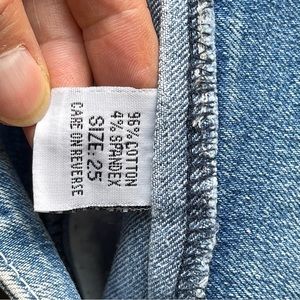 96% COTTON
4% SPANDEX
SIZE: 25
CARE ON REVERSE